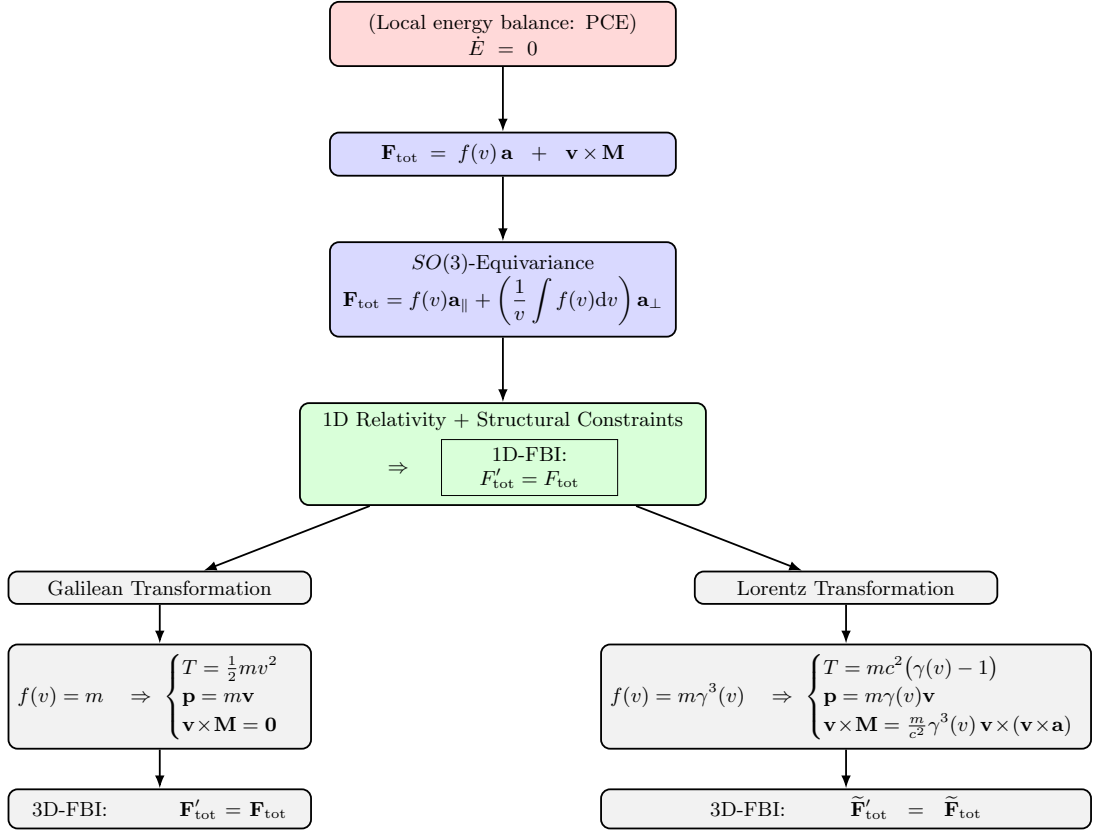 (Local energy balance: PCE)
Ė = 0
F_tot = f(v) a + v × M
SO(3)-Equivariance
F_tot = f(v)a_∥ + (1/v ∫ f(v)dv) a_⊥
1D Relativity + Structural Constraints
⇒ 1D-FBI:
F′_tot = F_tot
Galilean Transformation
f(v) = m ⇒ { T = ½mv²
p = mv
v×M = 0
3D-FBI: F′_tot = F_tot
Lorentz Transformation
f(v) = mγ³(v) ⇒ { T = mc²(γ(v) − 1)
p = mγ(v)v
v×M = m/c² γ³(v) v×(v×a)
3D-FBI: F̃′_tot = F̃_tot